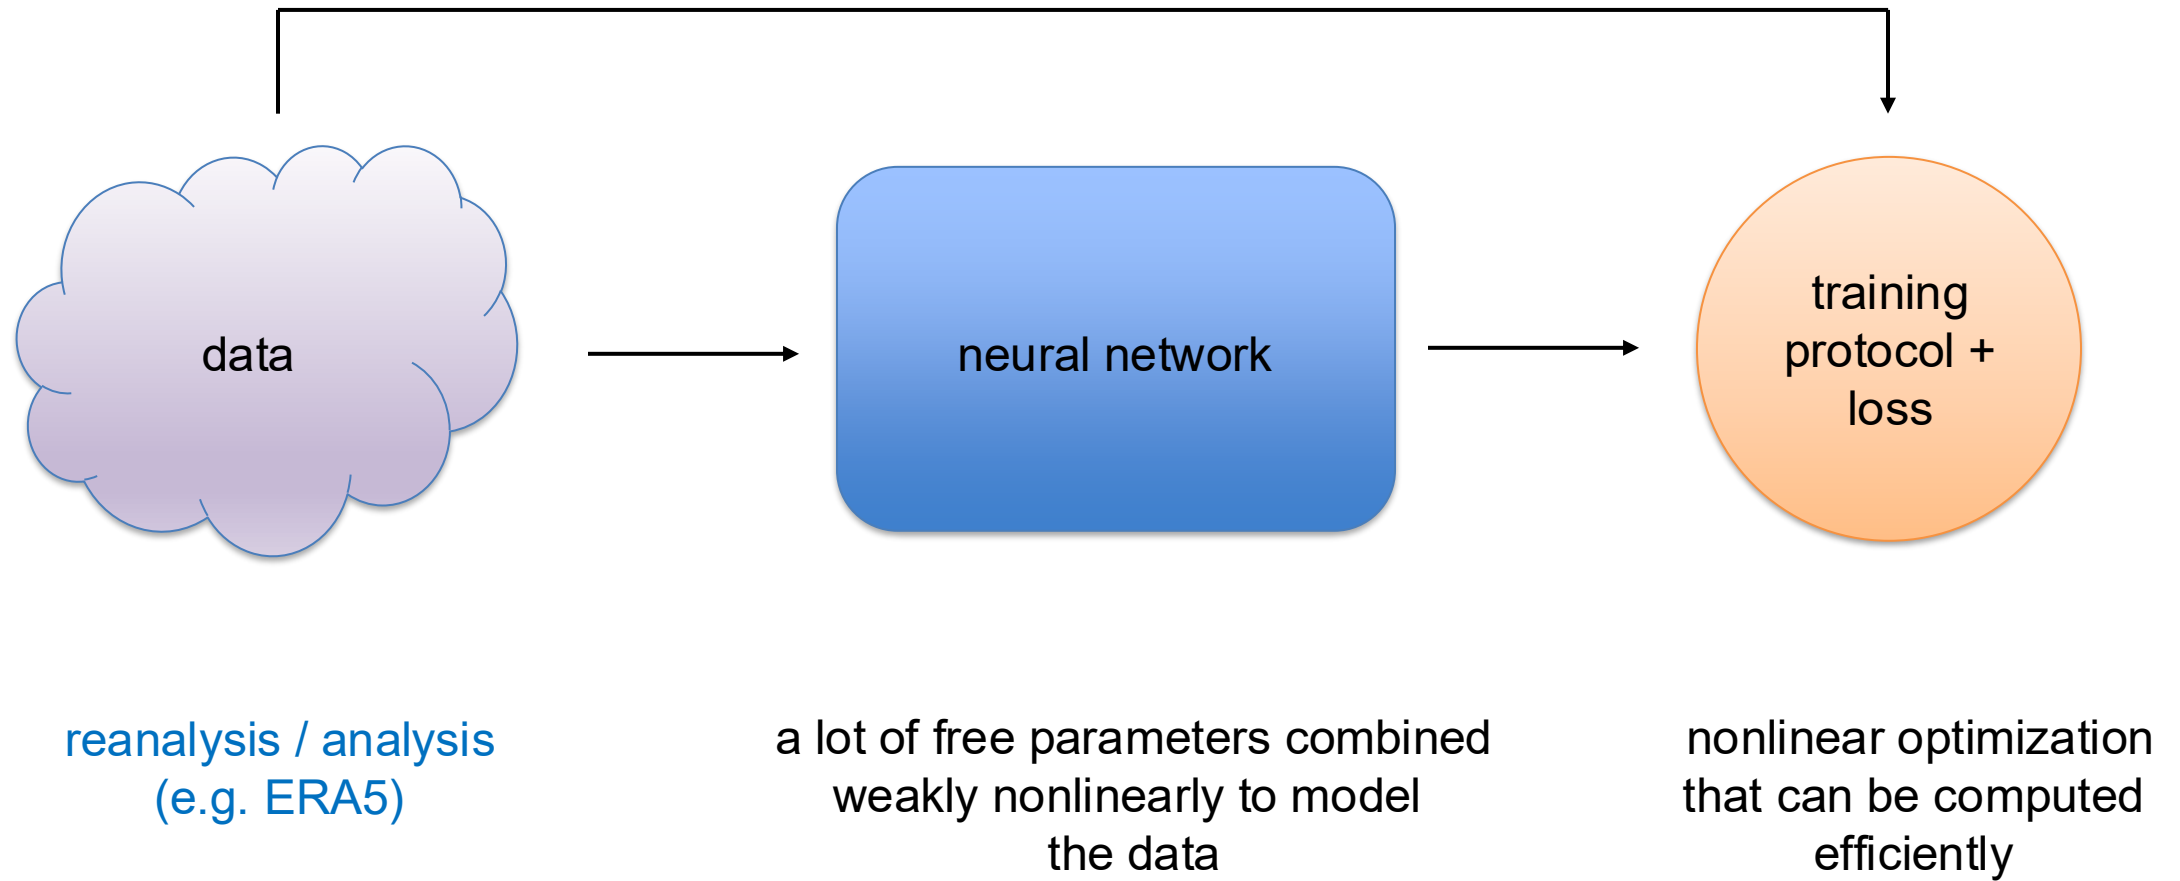 data
neural network
training
protocol +
loss
reanalysis / analysis
(e.g. ERA5)
a lot of free parameters combined
weakly nonlinearly to model
the data
nonlinear optimization
that can be computed
efficiently